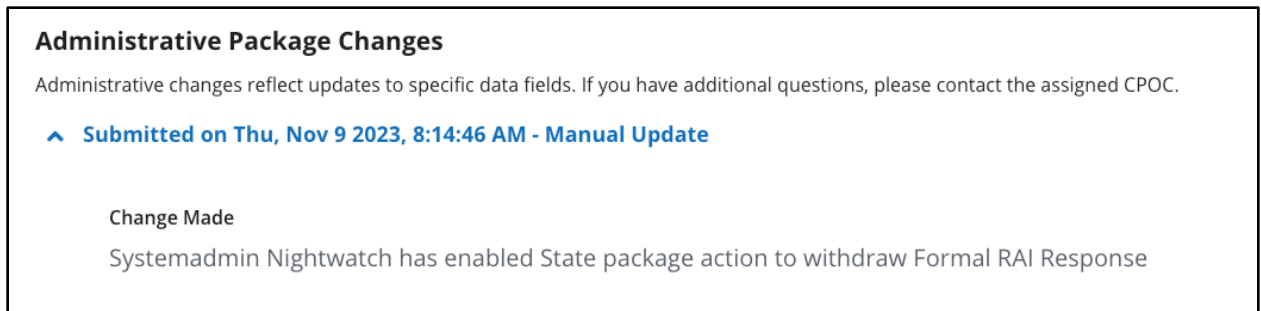 Administrative Package Changes
Administrative changes reflect updates to specific data fields. If you have additional questions, please contact the assigned CPOC.
Submitted on Thu, Nov 9 2023, 8:14:46 AM - Manual Update
Change Made
Systemadmin Nightwatch has enabled State package action to withdraw Formal RAI Response